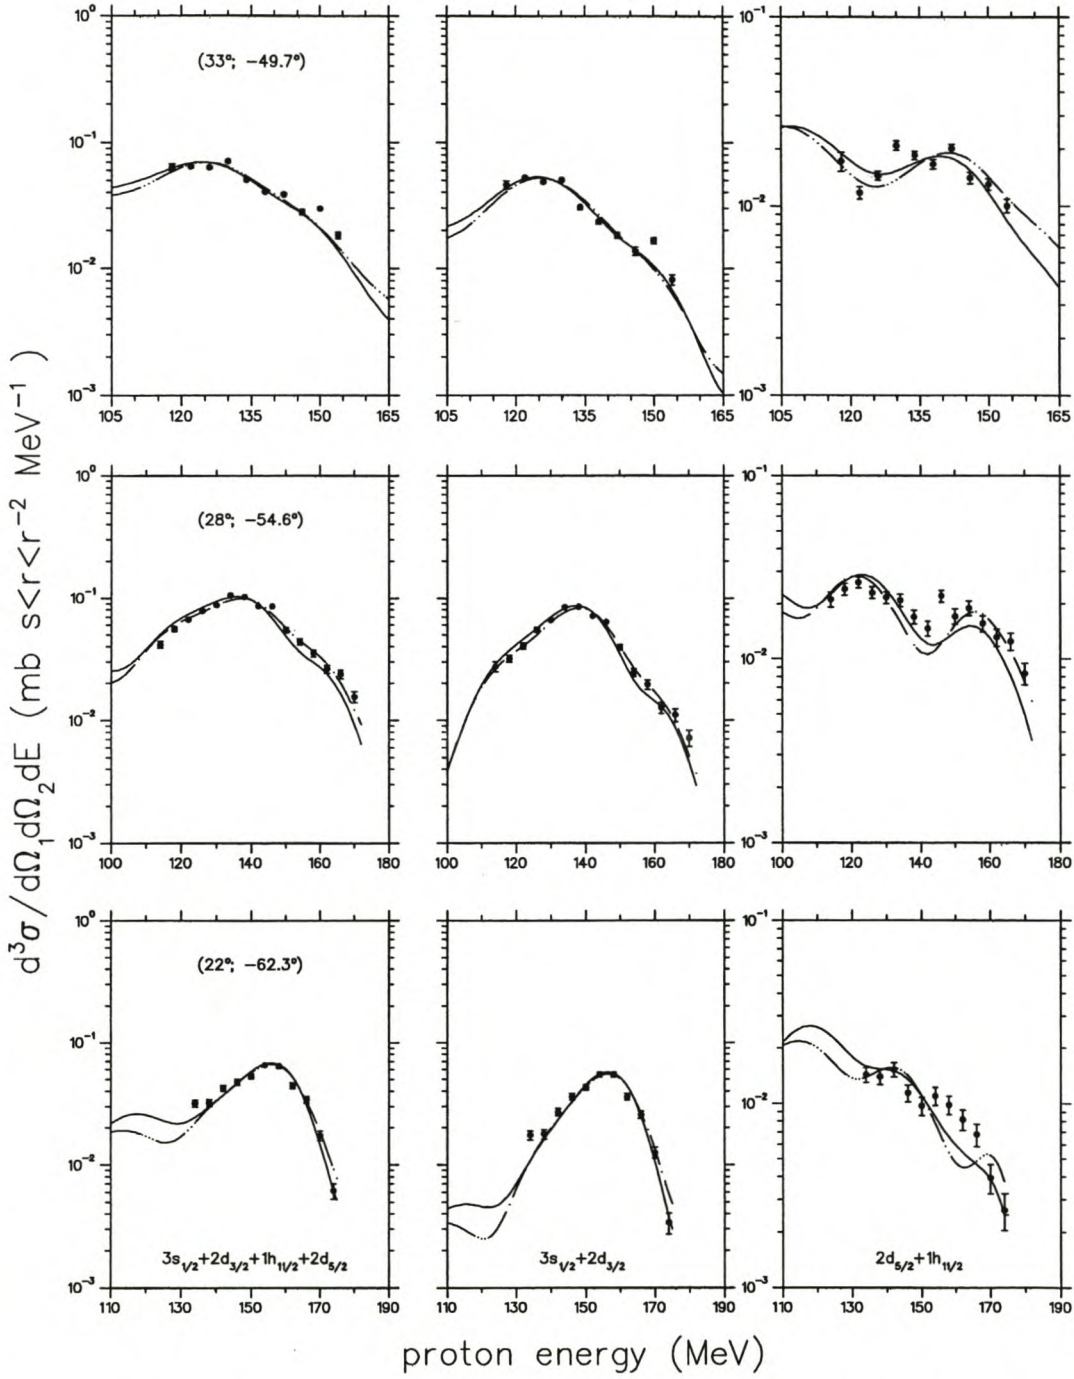 10⁰ 10⁻¹
(33°; −49.7°)
10⁻¹
10⁻² 10⁻²
10⁻³ 10⁻³
105 120 135 150 165 105 120 135 150 165 105 120 135 150 165
10⁰ 10⁻¹
(28°; −54.6°)
10⁻¹
10⁻²
10⁻²
10⁻³ 10⁻³
100 120 140 160 180 100 120 140 160 180 100 120 140 160 180
10⁰ 10⁻¹
(22°; −62.3°)
10⁻¹
10⁻²
10⁻²
3s₁/₂+2d₃/₂+1h₁₁/₂+2d₅/₂ 3s₁/₂+2d₃/₂ 2d₅/₂+1h₁₁/₂
10⁻³ 10⁻³
110 130 150 170 190 110 130 150 170 190 110 130 150 170 190
d³σ/dΩ₁dΩ₂dE (mb s<r<r⁻² MeV⁻¹ )
proton energy (MeV)